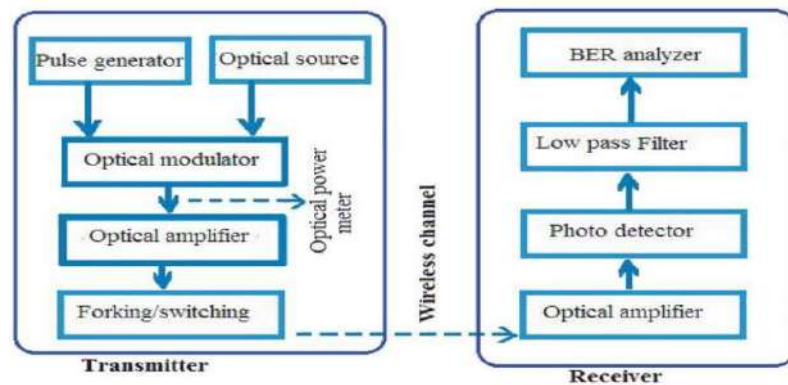 Pulse generator
Optical source
Optical modulator
Optical power
meter
Optical amplifier
Forking/switching
Transmitter
Wireless channel
BER analyzer
Low pass Filter
Photo detector
Optical amplifier
Receiver